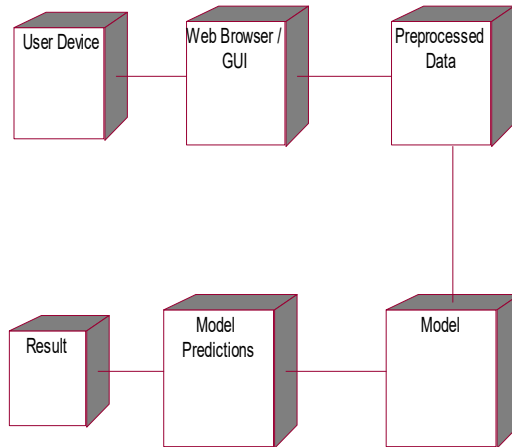 User Device
Web Browser /
GUI
Preprocessed
Data
Result
Model
Predictions
Model